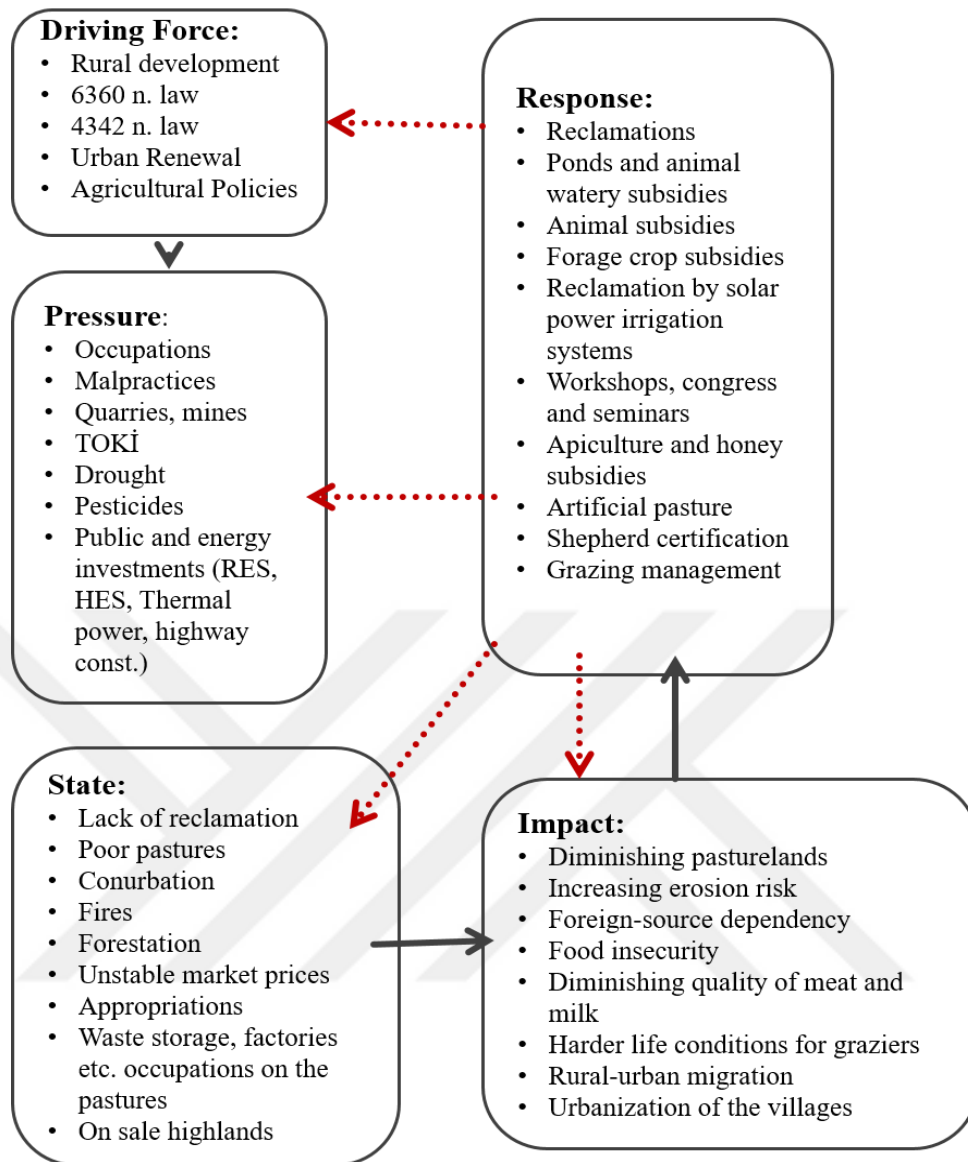 Driving Force:
• Rural development
• 6360 n. law
• 4342 n. law
• Urban Renewal
• Agricultural Policies
Pressure:
• Occupations
• Malpractices
• Quarries, mines
• TOKİ
• Drought
• Pesticides
• Public and energy
investments (RES,
HES, Thermal
power, highway
const.)
State:
• Lack of reclamation
• Poor pastures
• Conurbation
• Fires
• Forestation
• Unstable market prices
• Appropriations
• Waste storage, factories
etc. occupations on the
pastures
• On sale highlands
Response:
• Reclamations
• Ponds and animal
watery subsidies
• Animal subsidies
• Forage crop subsidies
• Reclamation by solar
power irrigation
systems
• Workshops, congress
and seminars
• Apiculture and honey
subsidies
• Artificial pasture
• Shepherd certification
• Grazing management
Impact:
• Diminishing pasturelands
• Increasing erosion risk
• Foreign-source dependency
• Food insecurity
• Diminishing quality of meat and
milk
• Harder life conditions for graziers
• Rural-urban migration
• Urbanization of the villages